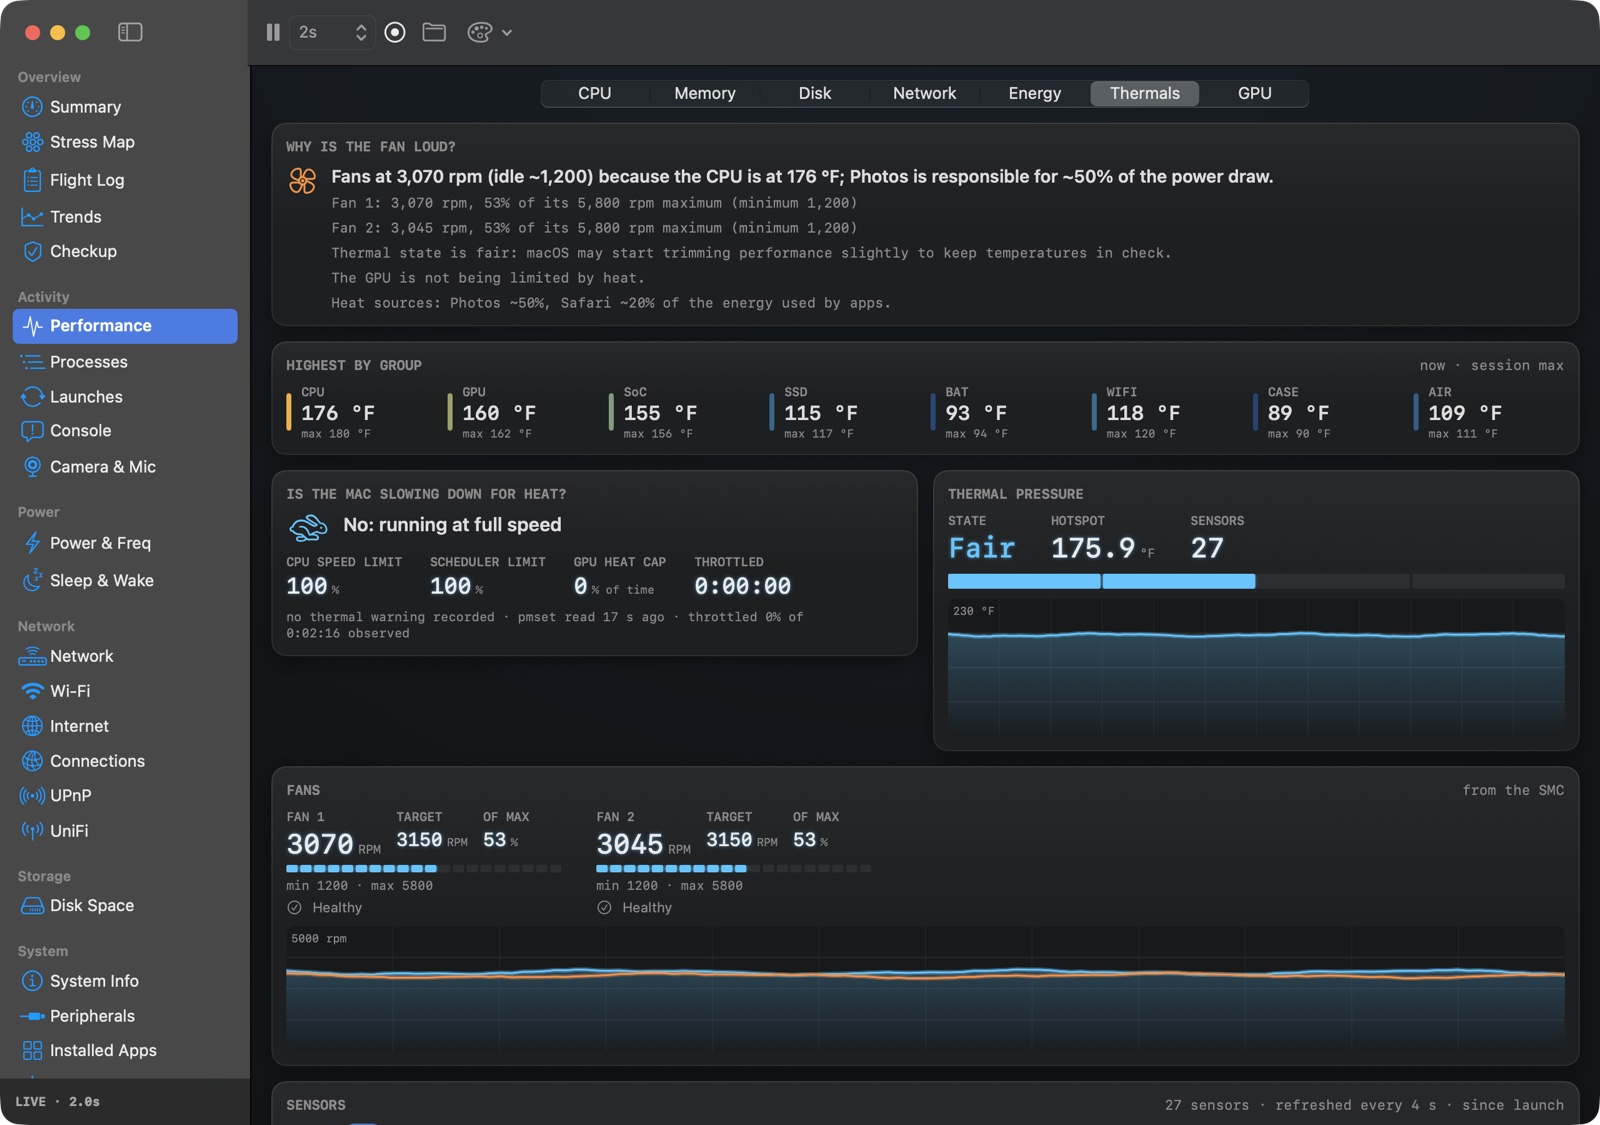 2s
Overview
Summary
Stress Map
Flight Log
Trends
Checkup
Activity
Performance
Processes
Launches
Console
Camera & Mic
Power
Power & Freq
Sleep & Wake
Network
Network
Wi-Fi
Internet
Connections
UPnP
UniFi
Storage
Disk Space
System
System Info
Peripherals
Installed Apps
LIVE · 2.0s
CPU Memory Disk Network Energy Thermals GPU
WHY IS THE FAN LOUD?
Fans at 3,070 rpm (idle ~1,200) because the CPU is at 176 °F; Photos is responsible for ~50% of the power draw.
Fan 1: 3,070 rpm, 53% of its 5,800 rpm maximum (minimum 1,200)
Fan 2: 3,045 rpm, 53% of its 5,800 rpm maximum (minimum 1,200)
Thermal state is fair: macOS may start trimming performance slightly to keep temperatures in check.
The GPU is not being limited by heat.
Heat sources: Photos ~50%, Safari ~20% of the energy used by apps.
HIGHEST BY GROUP now · session max
CPU GPU SoC SSD BAT WIFI CASE AIR
176 °F 160 °F 155 °F 115 °F 93 °F 118 °F 89 °F 109 °F
max 180 °F max 162 °F max 156 °F max 117 °F max 94 °F max 120 °F max 90 °F max 111 °F
IS THE MAC SLOWING DOWN FOR HEAT?
No: running at full speed
CPU SPEED LIMIT SCHEDULER LIMIT GPU HEAT CAP THROTTLED
100 % 100 % 0 % of time 0:00:00
no thermal warning recorded · pmset read 17 s ago · throttled 0% of
0:02:16 observed
THERMAL PRESSURE
STATE HOTSPOT SENSORS
Fair 175.9 °F 27
230 °F
FANS from the SMC
FAN 1 TARGET OF MAX FAN 2 TARGET OF MAX
3070 RPM 3150 RPM 53 % 3045 RPM 3150 RPM 53 %
min 1200 · max 5800 min 1200 · max 5800
Healthy Healthy
5000 rpm
SENSORS 27 sensors · refreshed every 4 s · since launch